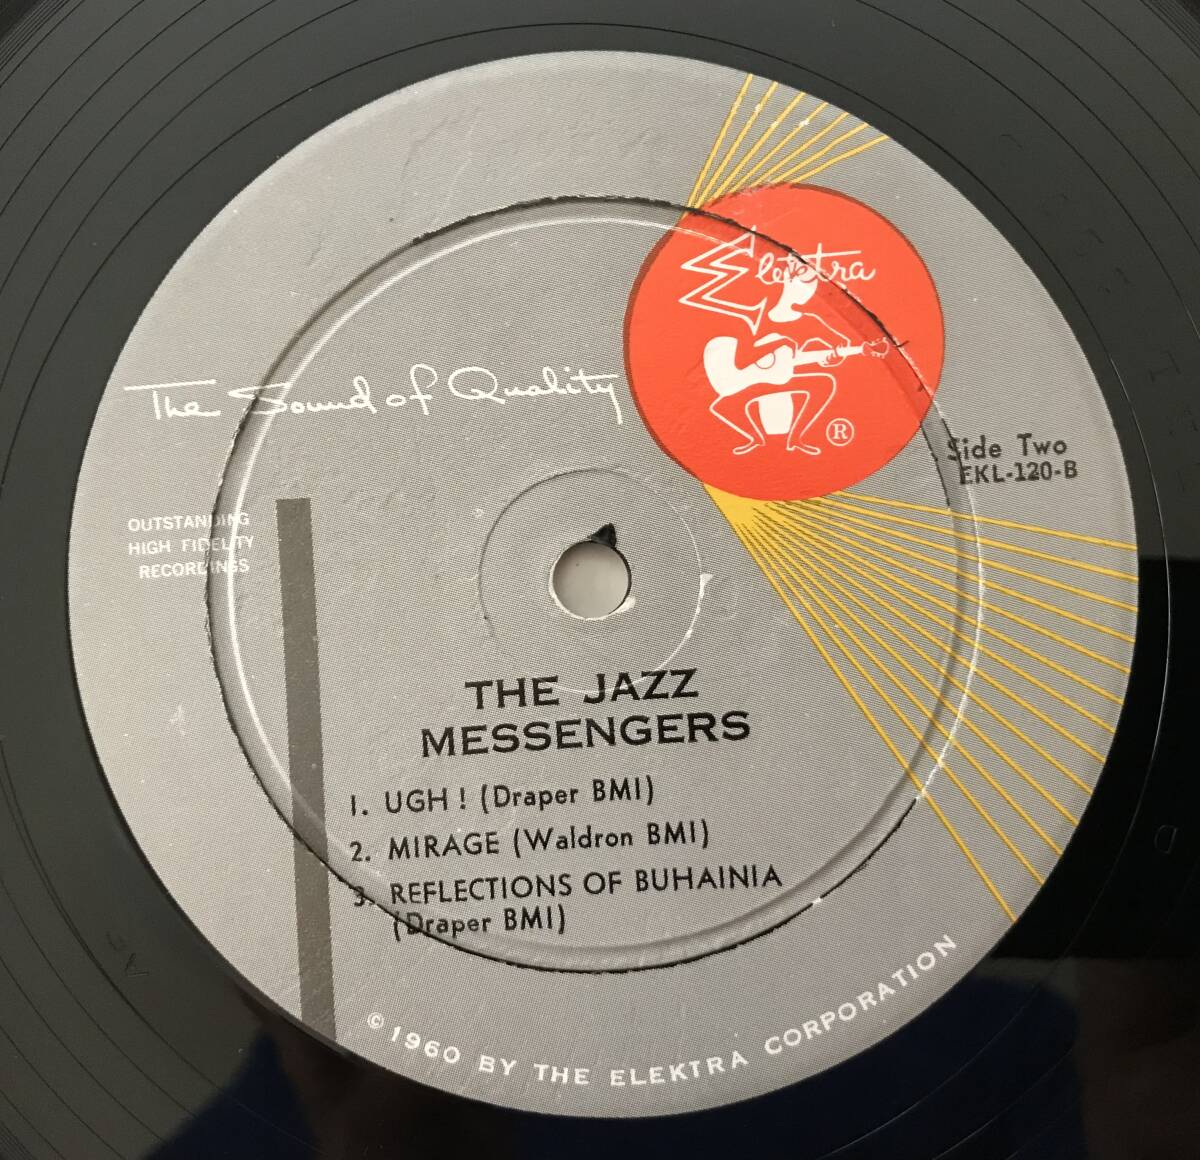 Elektra
®
The Sound of Quality
Side Two
EKL-120-B
OUTSTANDING
HIGH FIDELITY
RECORDINGS
THE JAZZ
MESSENGERS
1. UGH! (Draper BMI)
2. MIRAGE (Waldron BMI)
3. REFLECTIONS OF BUHAINIA
(Draper BMI)
© 1960 BY THE ELEKTRA CORPORATION